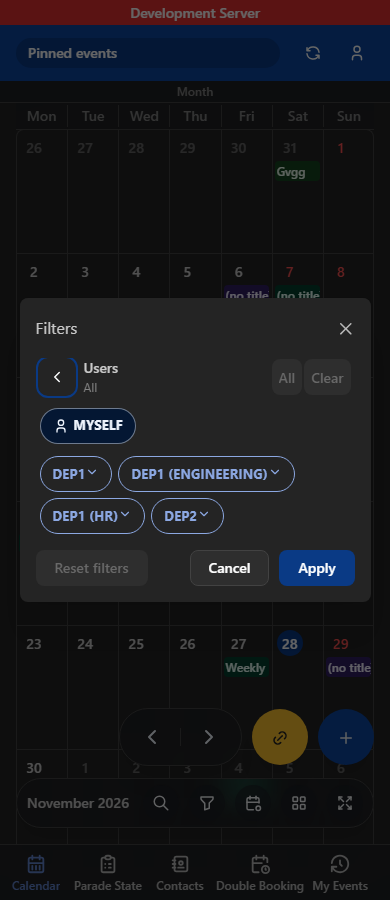 Development Server
Pinned events
Month
Mon Tue Wed Thu Fri Sat Sun
26 27 28 29 30 31 1
Gvgg
2 3 4 5 6 7 8
(no title (no title
Filters
Users
All
All Clear
MYSELF
DEP1 DEP1 (ENGINEERING)
DEP1 (HR) DEP2
Reset filters Cancel Apply
23 24 25 26 27 28 29
Weekly (no title
30 1 2 3 4 5 6
November 2026
Calendar Parade State Contacts Double Booking My Events